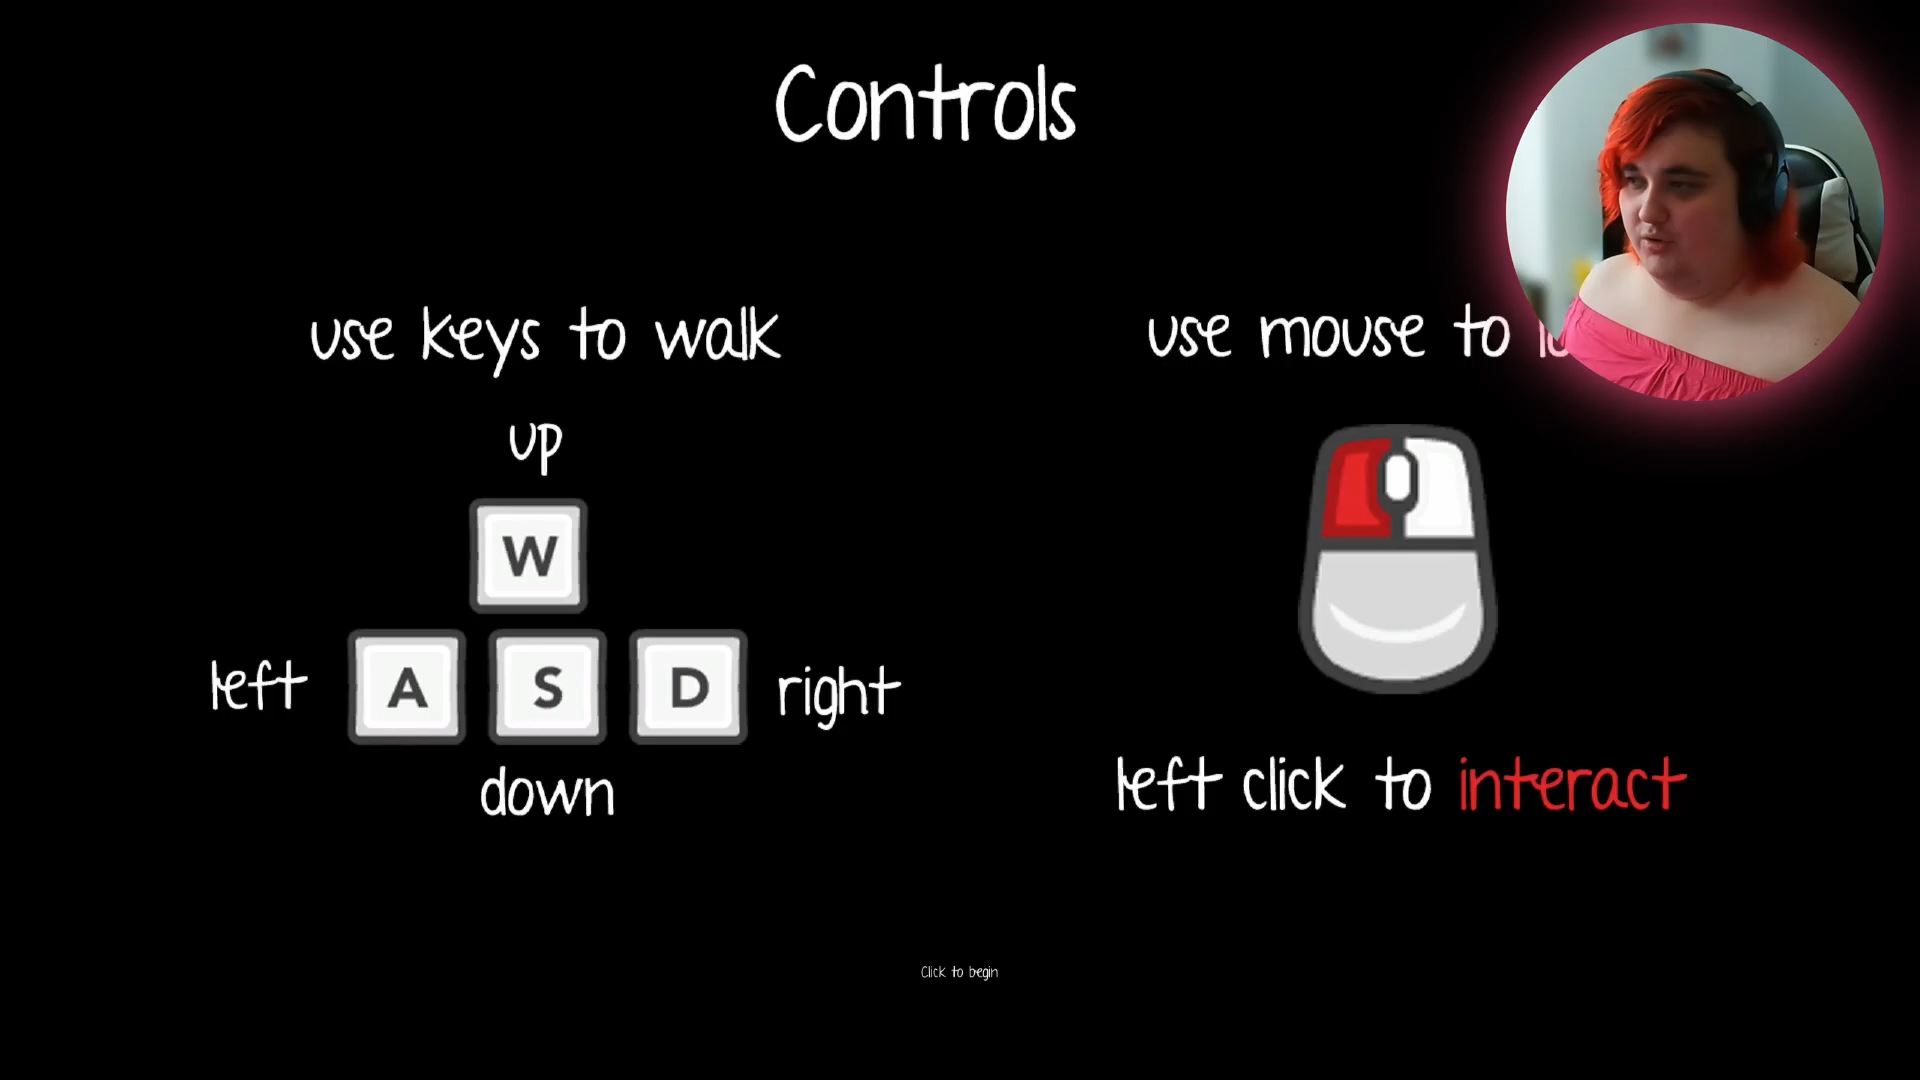 Controls
use keys to walk
use mouse to
up
W
left A S D right
down
left click to interact
Click to begin